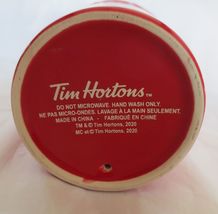 Tim Hortons™
DO NOT MICROWAVE. HAND WASH ONLY.
NE PAS MICRO-ONDES. LAVAGE À LA MAIN SEULEMENT.
MADE IN CHINA - FABRIQUÉ EN CHINE
TM & © Tim Hortons, 2020
MC et © Tim Hortons, 2020